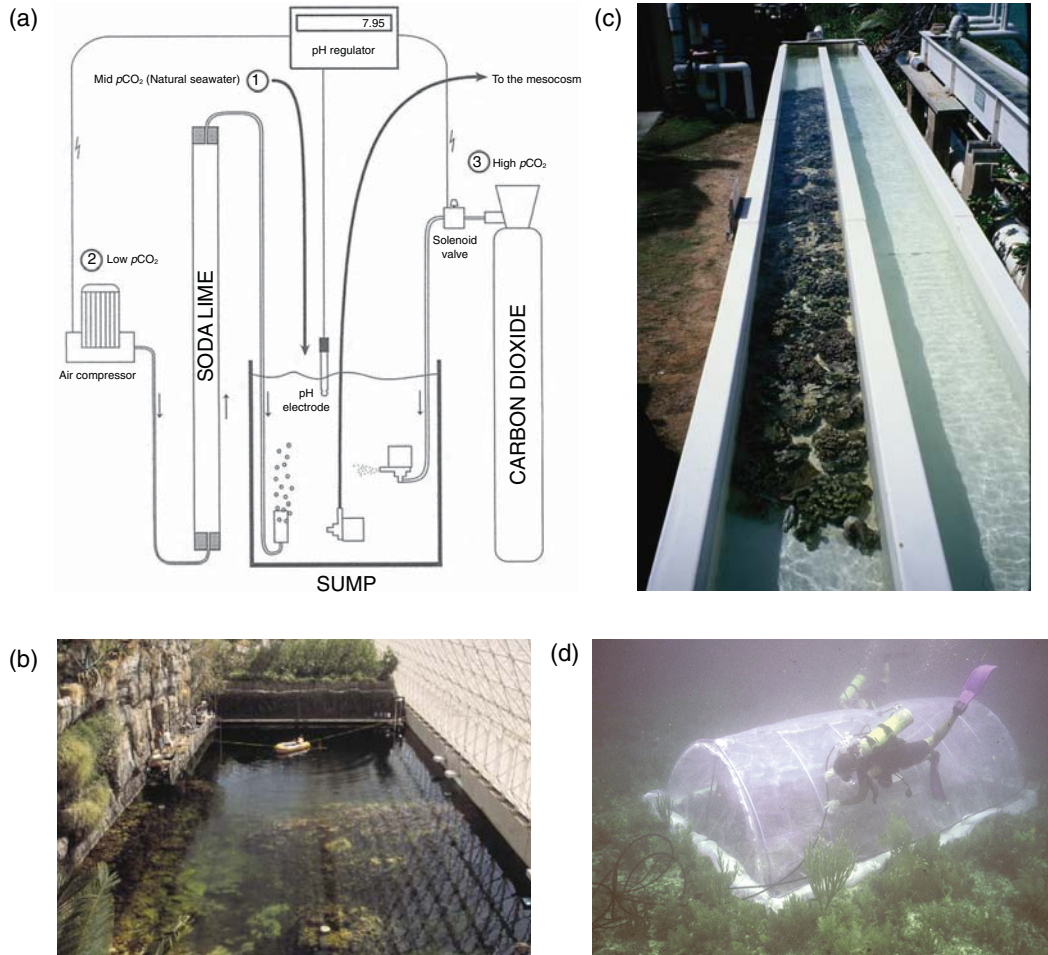 (a)
7.95
pH regulator
Mid pCO₂ (Natural seawater) 1
To the mesocosm
3 High pCO₂
Solenoid
valve
2 Low pCO₂
Air compressor
SODA LIME
pH
electrode
CARBON DIOXIDE
SUMP
(c)
(b)
(d)